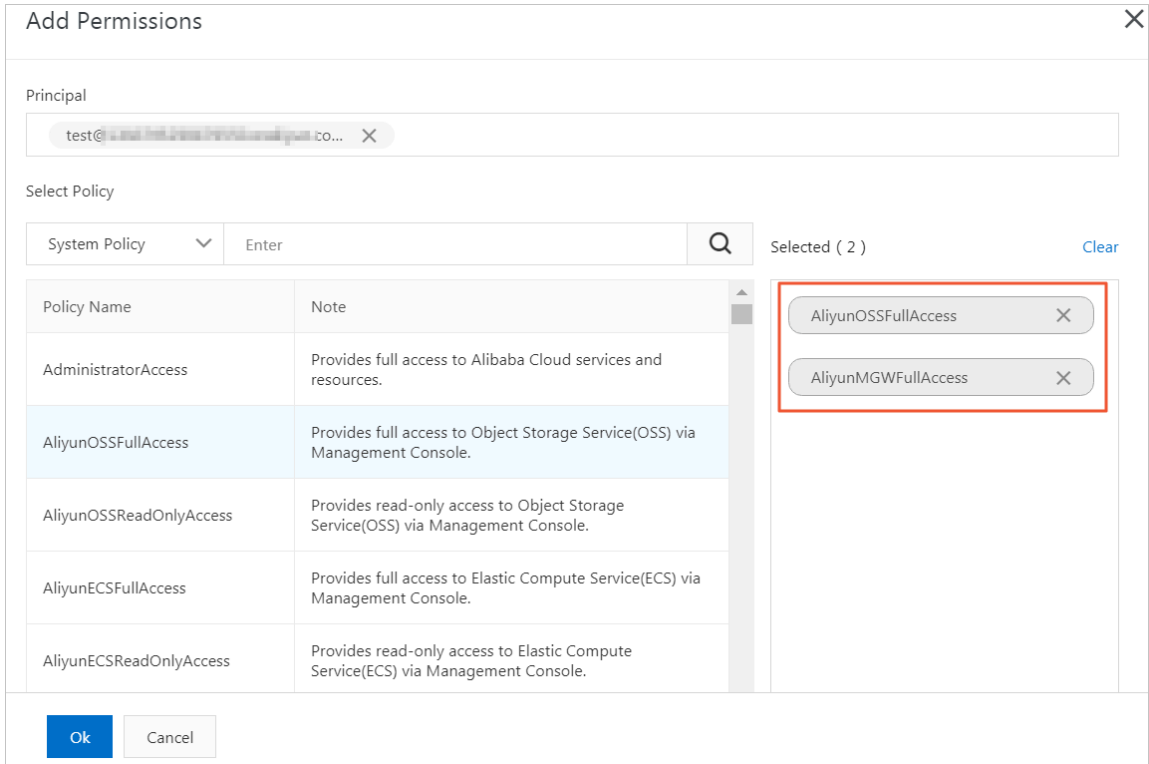 Add Permissions
Principal
test@ co...
Select Policy
System Policy
Enter
Selected ( 2 )
Clear
Policy Name
Note
AdministratorAccess
Provides full access to Alibaba Cloud services and
resources.
AliyunOSSFullAccess
Provides full access to Object Storage Service(OSS) via
Management Console.
AliyunOSSReadOnlyAccess
Provides read-only access to Object Storage
Service(OSS) via Management Console.
AliyunECSFullAccess
Provides full access to Elastic Compute Service(ECS) via
Management Console.
AliyunECSReadOnlyAccess
Provides read-only access to Elastic Compute
Service(ECS) via Management Console.
AliyunOSSFullAccess
AliyunMGWFullAccess
Ok
Cancel